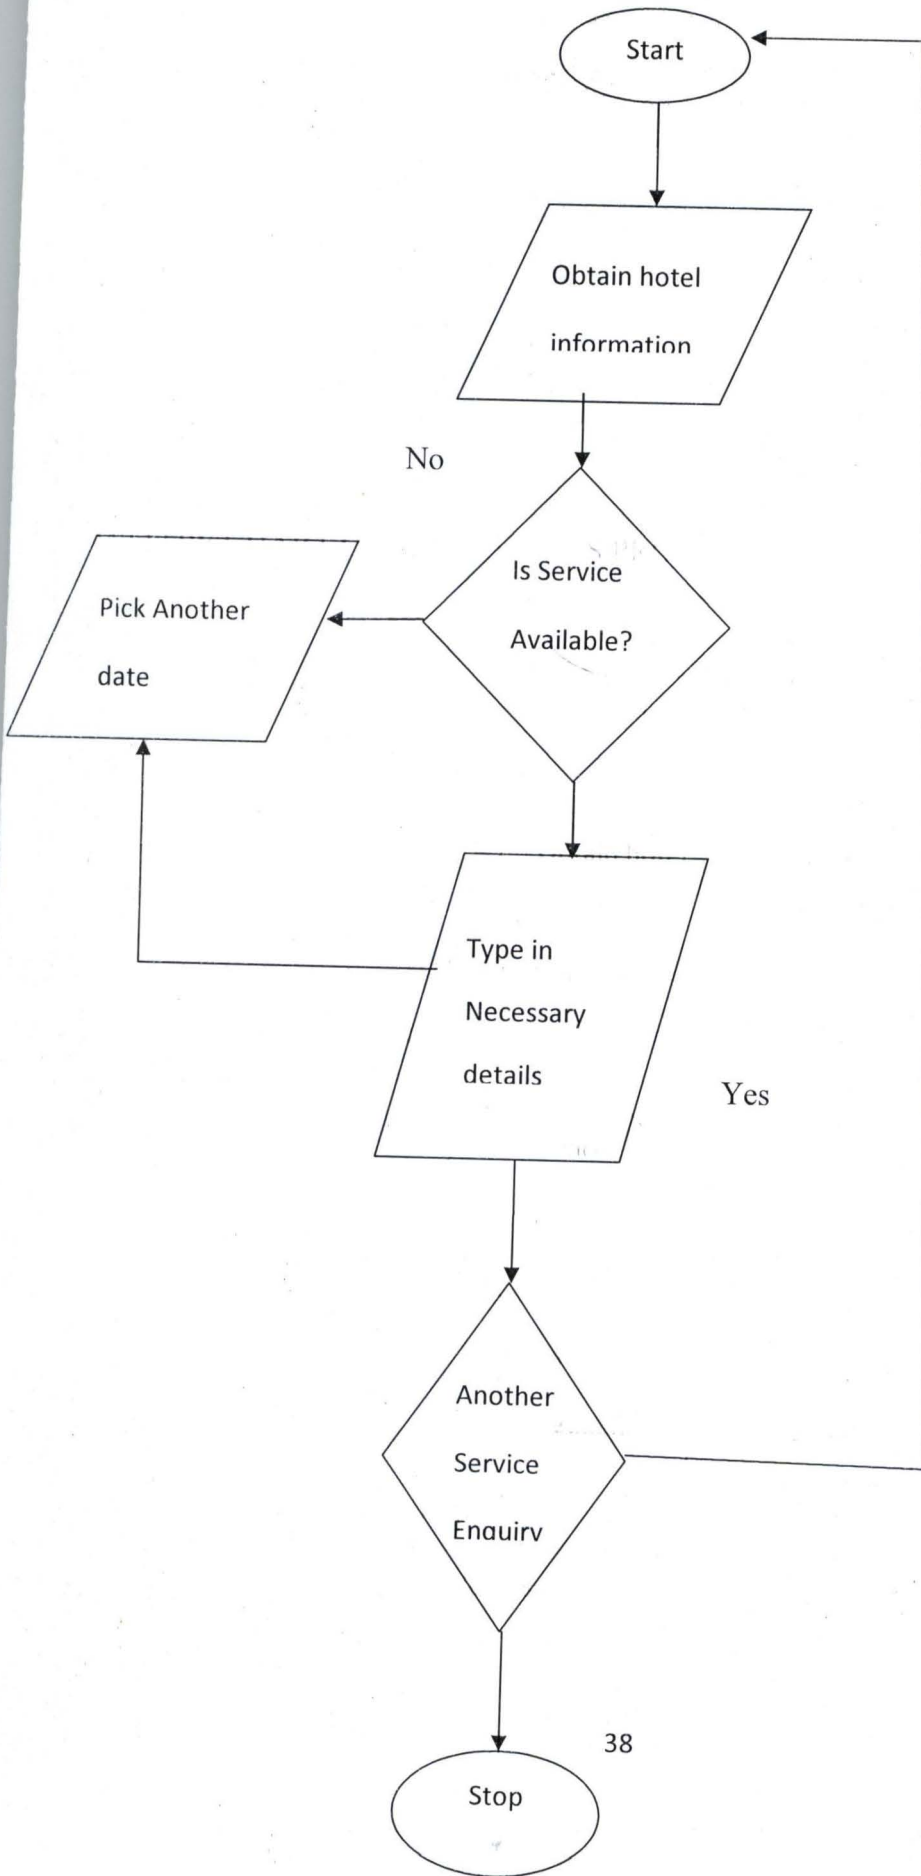 Start
Obtain hotel
information
No
Is Service
Available?
Pick Another
date
Type in
Necessary
details
Yes
Another
Service
Enquiry
38
Stop